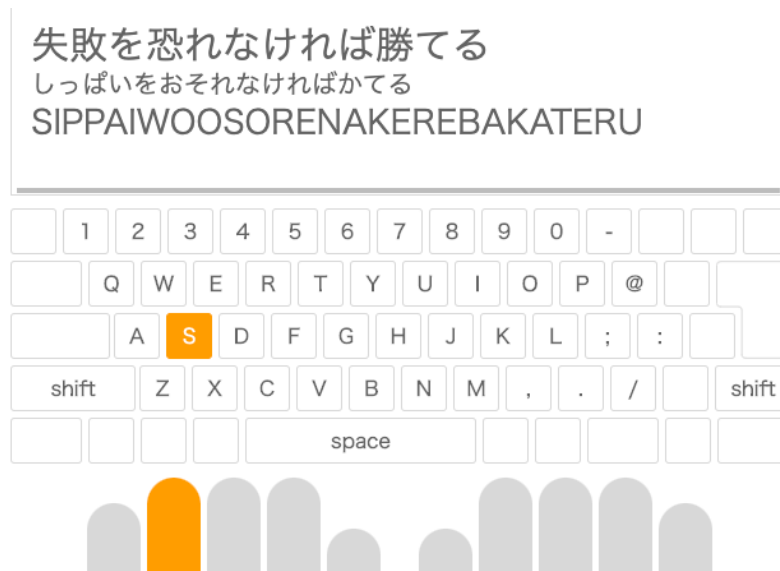 失敗を恐れなければ勝てる
しっぱいをおそれなければかてる
SIPPAIWOOSORENAKEREBAKATERU
1 2 3 4 5 6 7 8 9 0 -
Q W E R T Y U I O P @
A S D F G H J K L ; :
shift Z X C V B N M , . / shift
space